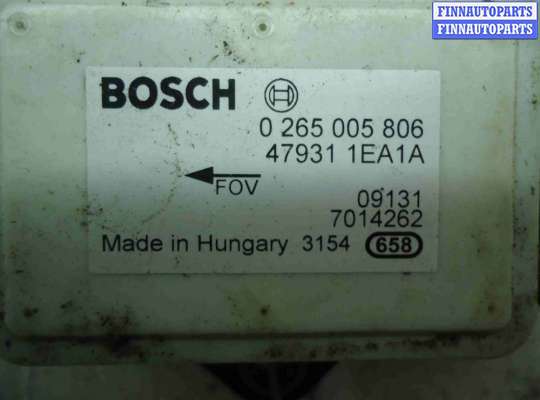 FINNAUTOPARTS
FINNAUTOPARTS
BOSCH
0 265 005 806
47931 1EA1A
FOV
09131
7014262
Made in Hungary 3154 658